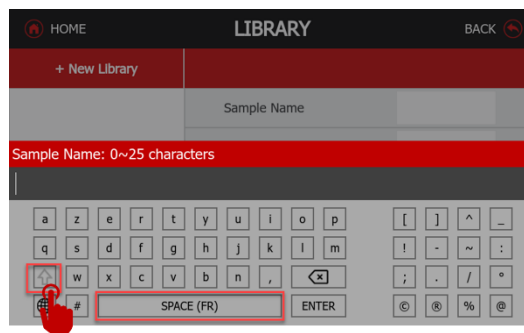 HOME LIBRARY BACK
+ New Library
Sample Name
Sample Name: 0~25 characters
a z e r t y u i o p [ ] ^ _
q s d f g h j k l m ! - ~ :
w x c v b n , ; . / °
# SPACE (FR) ENTER © ® % @